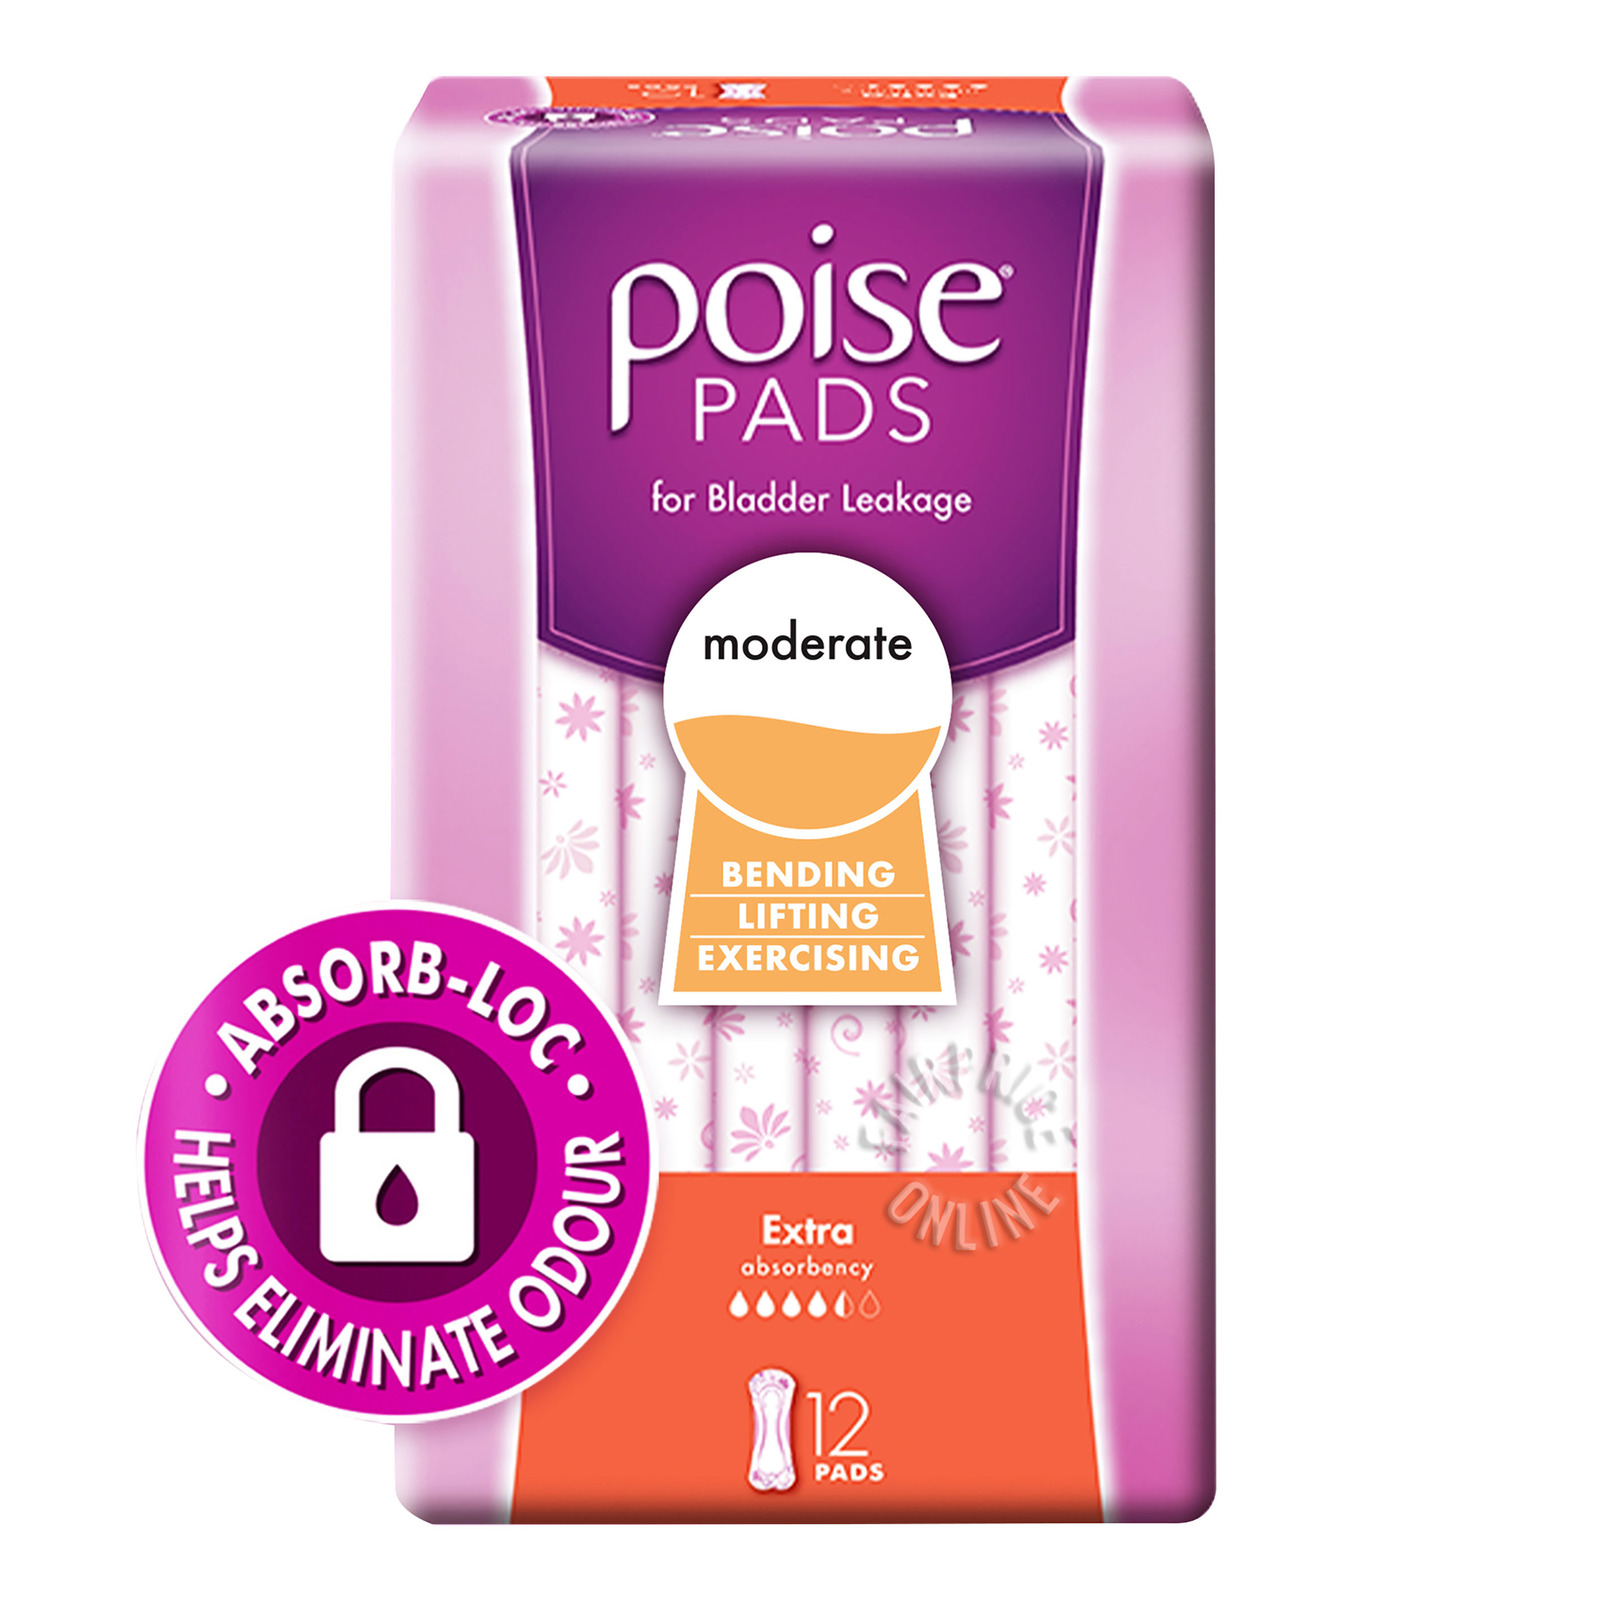 poise®
PADS
for Bladder Leakage
moderate
BENDING
LIFTING
EXERCISING
• ABSORB-LOC •
HELPS ELIMINATE ODOUR
FAIRPRICE
ONLINE
Extra
absorbency
12
PADS